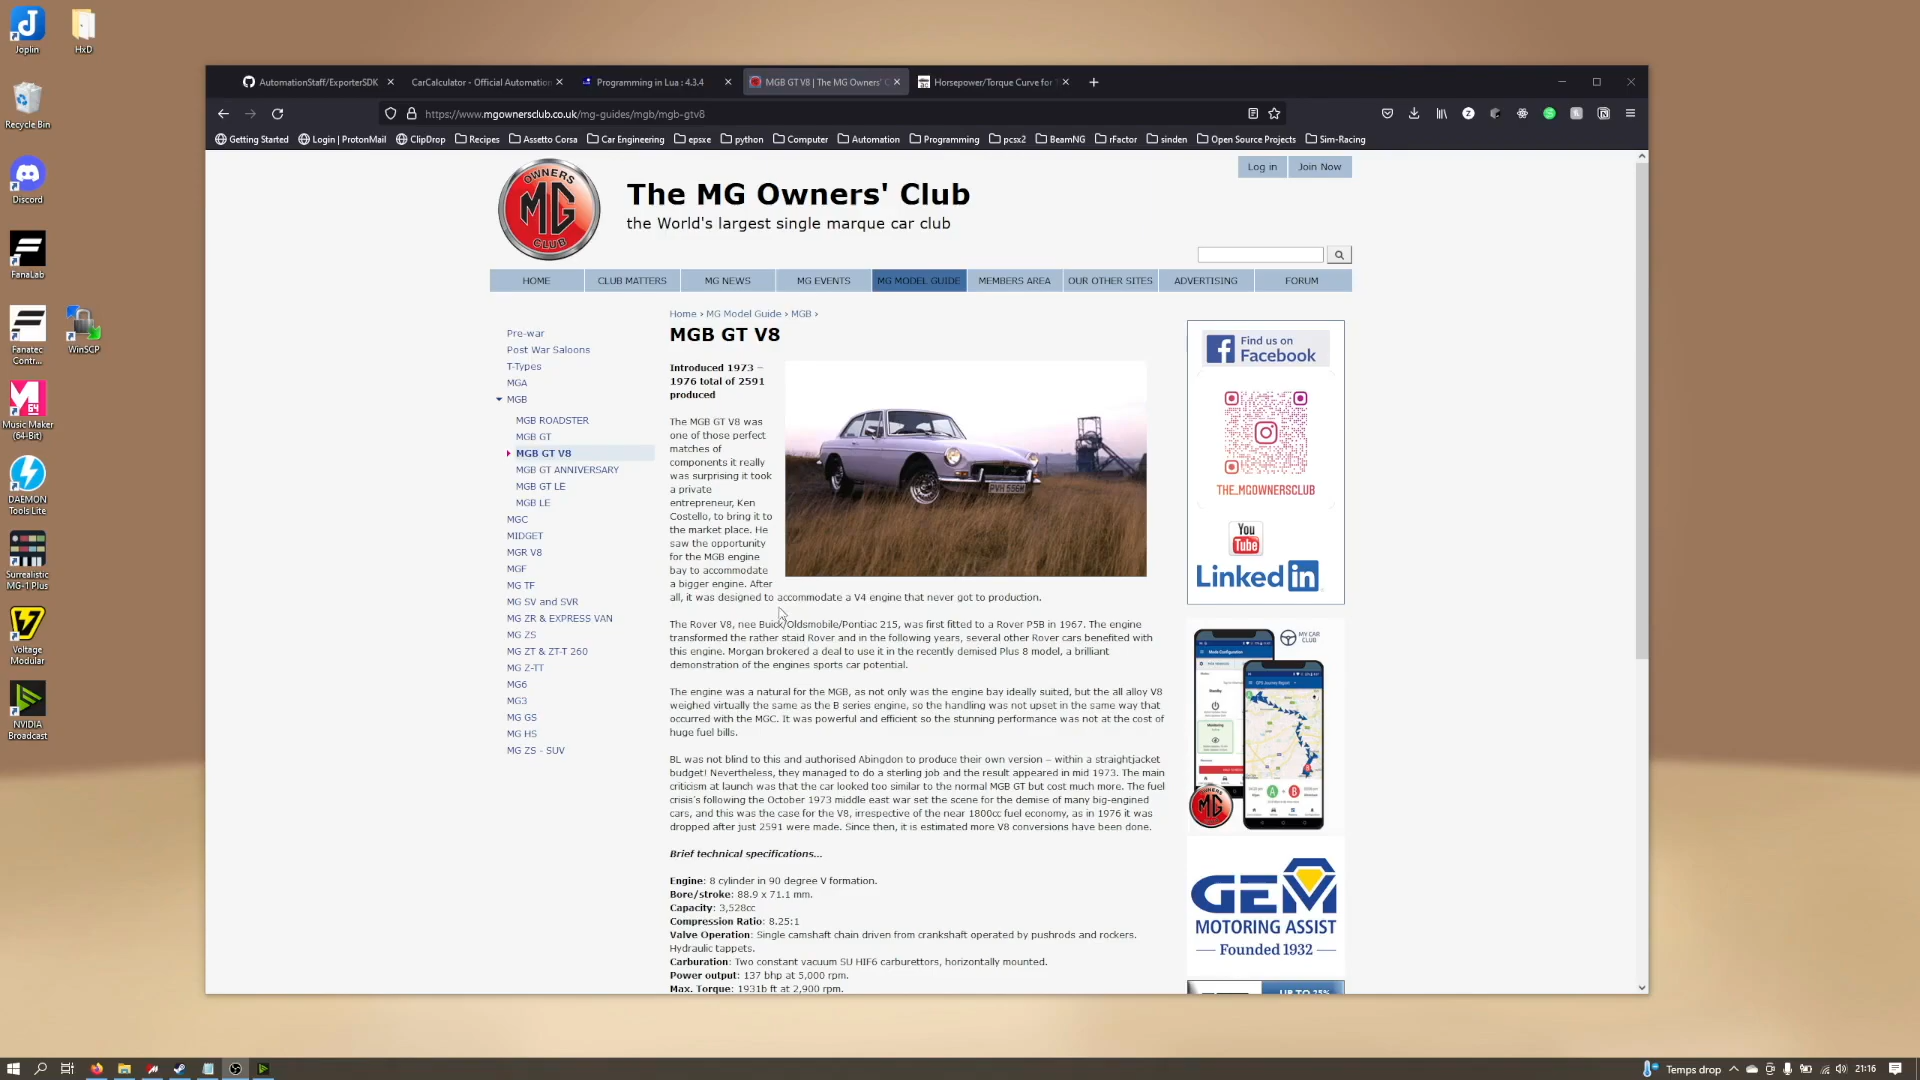 Joplin
HxD
Recycle Bin
Discord
FanaLab
Fanatec
Contr...
WinSCP
Music Maker
(64-Bit)
DAEMON
Tools Lite
Surrealistic
MG-1 Plus
Voltage
Modular
NVIDIA
Broadcast
AutomationStaff/ExporterSDK
CarCalculator - Official Automation
Programming in Lua : 4.3.4
MGB GT V8 | The MG Owners' C
Horsepower/Torque Curve for
https://www.mgownersclub.co.uk/mg-guides/mgb/mgb-gtv8
Getting Started
Login | ProtonMail
ClipDrop
Recipes
Assetto Corsa
Car Engineering
epsxe
python
Computer
Automation
Programming
pcsx2
BeamNG
rFactor
sinden
Open Source Projects
Sim-Racing
OWNERS
MG
CLUB
The MG Owners' Club
the World's largest single marque car club
Log in
Join Now
HOME
CLUB MATTERS
MG NEWS
MG EVENTS
MG MODEL GUIDE
MEMBERS AREA
OUR OTHER SITES
ADVERTISING
FORUM
Pre-war
Post War Saloons
T-Types
MGA
MGB
MGB ROADSTER
MGB GT
MGB GT V8
MGB GT ANNIVERSARY
MGB GT LE
MGB LE
MGC
MIDGET
MGR V8
MGF
MG TF
MG SV and SVR
MG ZR & EXPRESS VAN
MG ZS
MG ZT & ZT-T 260
MG Z-TT
MG6
MG3
MG GS
MG HS
MG ZS - SUV
Home › MG Model Guide › MGB ›
MGB GT V8
Introduced 1973 –
1976 total of 2591
produced
The MGB GT V8 was
one of those perfect
matches of
components it really
was surprising it took
a private
entrepreneur, Ken
Costello, to bring it to
the market place. He
saw the opportunity
for the MGB engine
bay to accommodate
a bigger engine. After
all, it was designed to accommodate a V4 engine that never got to production.
The Rover V8, nee Buick/Oldsmobile/Pontiac 215, was first fitted to a Rover P5B in 1967. The engine
transformed the rather staid Rover and in the following years, several other Rover cars benefited with
this engine. Morgan brokered a deal to use it in the recently demised Plus 8 model, a brilliant
demonstration of the engines sports car potential.
The engine was a natural for the MGB, as not only was the engine bay ideally suited, but the all alloy V8
weighed virtually the same as the B series engine, so the handling was not upset in the same way that
occurred with the MGC. It was powerful and efficient so the stunning performance was not at the cost of
huge fuel bills.
BL was not blind to this and authorised Abingdon to produce their own version – within a straightjacket
budget! Nevertheless, they managed to do a sterling job and the result appeared in mid 1973. The main
criticism at launch was that the car looked too similar to the normal MGB GT but cost much more. The fuel
crisis's following the October 1973 middle east war set the scene for the demise of many big-engined
cars, and this was the case for the V8, irrespective of the near 1800cc fuel economy, as in 1976 it was
dropped after just 2591 were made. Since then, it is estimated more V8 conversions have been done.
Brief technical specifications...
Engine: 8 cylinder in 90 degree V formation.
Bore/stroke: 88.9 x 71.1 mm.
Capacity: 3,528cc
Compression Ratio: 8.25:1
Valve Operation: Single camshaft chain driven from crankshaft operated by pushrods and rockers.
Hydraulic tappets.
Carburation: Two constant vacuum SU HIF6 carburettors, horizontally mounted.
Power output: 137 bhp at 5,000 rpm.
Max. Torque: 193lb ft at 2,900 rpm.
Find us on
Facebook
THE_MGOWNERSCLUB
You
Tube
Linked in
MY CAR
CLUB
A
B
GEM
MOTORING ASSIST
Founded 1932
UP TO 25%
Temps drop
21:16